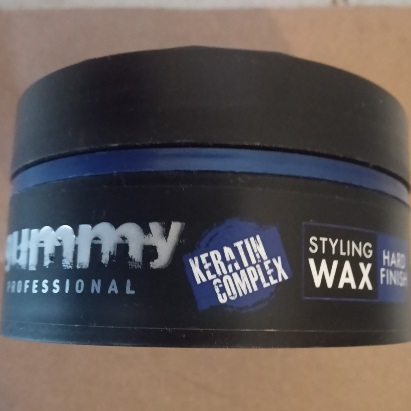 gummy
PROFESSIONAL
KERATIN
COMPLEX
STYLING
WAX
HARD
FINISH